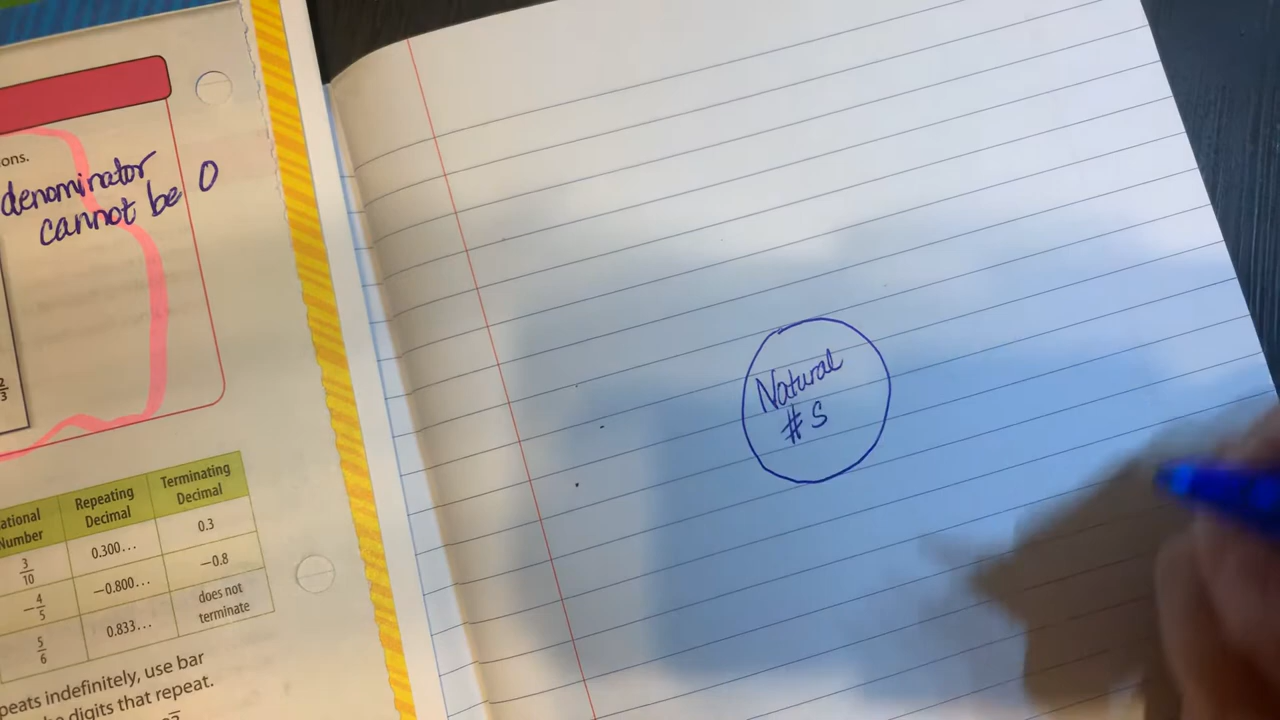 ons.
denominator
cannot be 0
2/3
ational Number | Repeating Decimal | Terminating Decimal
3/10 | 0.300... | 0.3
-4/5 | -0.800... | -0.8
5/6 | 0.833... | does not terminate
peats indefinitely, use bar
digits that repeat.
Natural
#s